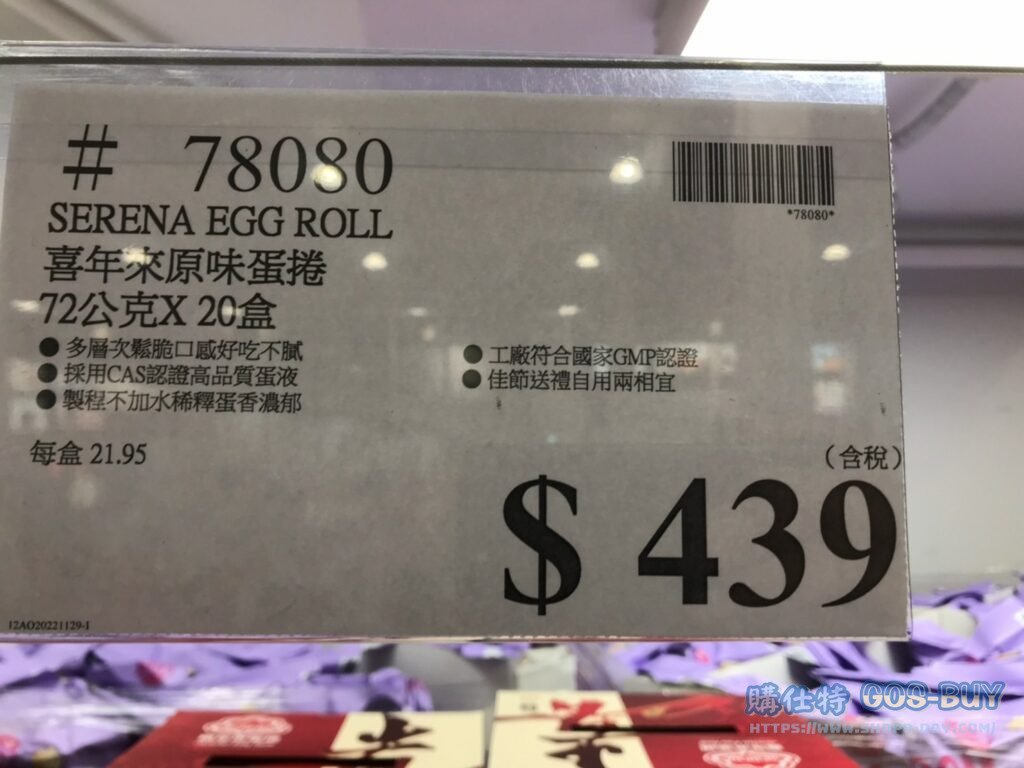 # 78080
*78080*
SERENA EGG ROLL
喜年來原味蛋捲
72公克X 20盒
● 多層次鬆脆口感好吃不膩
● 採用CAS認證高品質蛋液
● 製程不加水稀釋蛋香濃郁
● 工廠符合國家GMP認證
● 佳節送禮自用兩相宜
每盒 21.95
(含稅)
$ 439
12AO20221129-1
購仕特 GOS-BUY